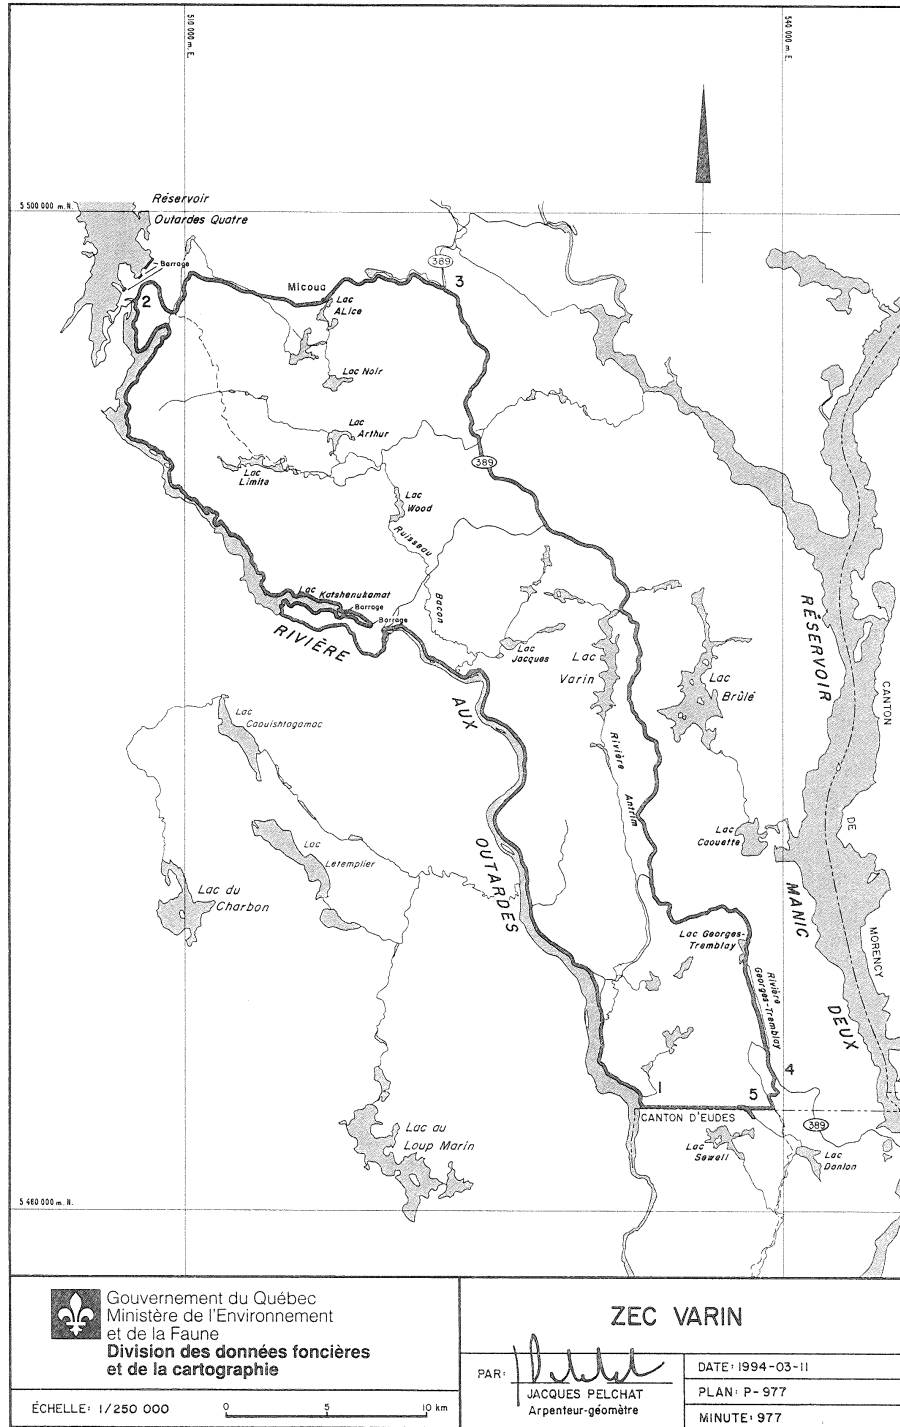 510 000 m. E.
540 000 m. E.
5 500 000 m. N.
Réservoir
Outardes Quatre
Barrage
389
3
Micoua
2
Lac
ALice
Lac Noir
Lac
Arthur
389
Lac
Limite
Lac
Wood
Ruisseau
Bacon
Lac Katshenukamat
Barrage
Barrage
RIVIÈRE
AUX
OUTARDES
Lac
Jacques
Lac
Varin
Lac
Brûlé
RÉSERVOIR
MANIC
DEUX
CANTON
DE
MORENCY
Lac
Caouishtagamac
Rivière
Antrim
Lac
Caouette
Lac
Letemplier
Lac du
Charbon
Lac Georges-
Tremblay
Rivière
Georges-Tremblay
4
1
5
CANTON D'EUDES
389
Lac au
Loup Marin
Lac
Sewell
Lac
Donlon
5 460 000 m. N.
Gouvernement du Québec
Ministère de l'Environnement
et de la Faune
Division des données foncières
et de la cartographie
ÉCHELLE: 1/250 000
0 5 10 km
ZEC VARIN
PAR:
JACQUES PELCHAT
Arpenteur-géomètre
DATE: 1994-03-11
PLAN: P-977
MINUTE: 977